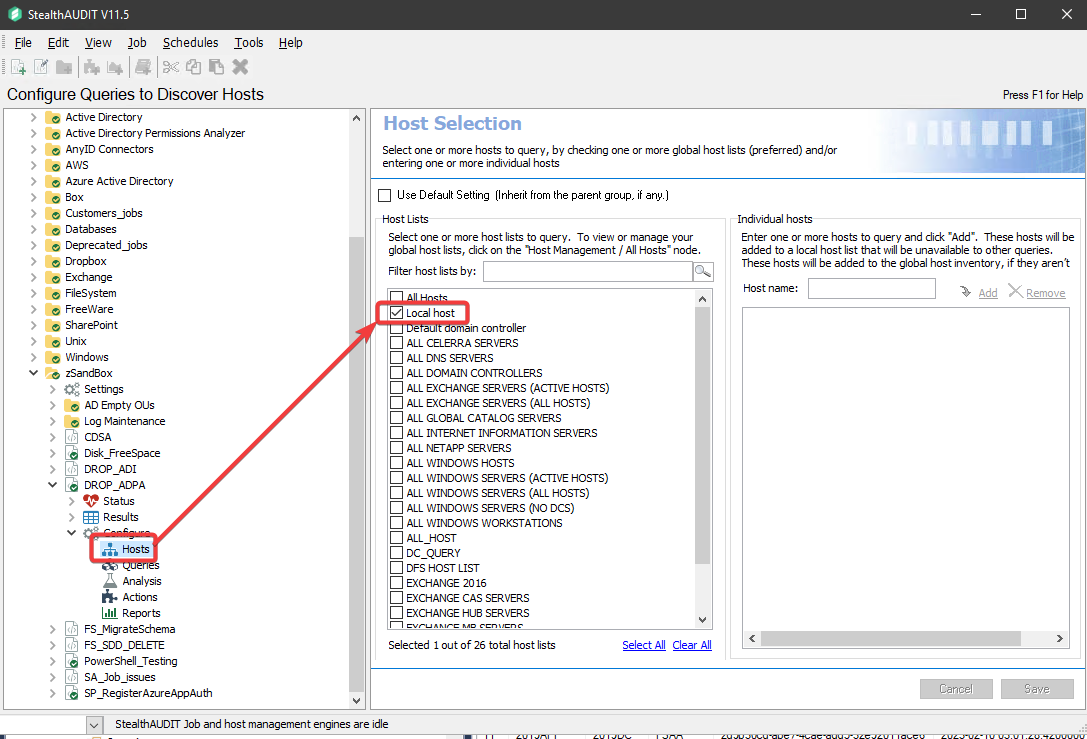 StealthAUDIT V11.5
File Edit View Job Schedules Tools Help
Configure Queries to Discover Hosts
Press F1 for Help
Active Directory
Active Directory Permissions Analyzer
AnyID Connectors
AWS
Azure Active Directory
Box
Customers_jobs
Databases
Deprecated_jobs
Dropbox
Exchange
FileSystem
FreeWare
SharePoint
Unix
Windows
zSandBox
Settings
AD Empty OUs
Log Maintenance
CDSA
Disk_FreeSpace
DROP_ADI
DROP_ADPA
Status
Results
Configure
Hosts
Queries
Analysis
Actions
Reports
FS_MigrateSchema
FS_SDD_DELETE
PowerShell_Testing
SA_Job_issues
SP_RegisterAzureAppAuth
Host Selection
Select one or more hosts to query, by checking one or more global host lists (preferred) and/or
entering one or more individual hosts
Use Default Setting (Inherit from the parent group, if any.)
Host Lists
Select one or more host lists to query. To view or manage your
global host lists, click on the "Host Management / All Hosts" node.
Filter host lists by:
All Hosts
Local host
Default domain controller
ALL CELERRA SERVERS
ALL DNS SERVERS
ALL DOMAIN CONTROLLERS
ALL EXCHANGE SERVERS (ACTIVE HOSTS)
ALL EXCHANGE SERVERS (ALL HOSTS)
ALL GLOBAL CATALOG SERVERS
ALL INTERNET INFORMATION SERVERS
ALL NETAPP SERVERS
ALL WINDOWS HOSTS
ALL WINDOWS SERVERS (ACTIVE HOSTS)
ALL WINDOWS SERVERS (ALL HOSTS)
ALL WINDOWS SERVERS (NO DCS)
ALL WINDOWS WORKSTATIONS
ALL_HOST
DC_QUERY
DFS HOST LIST
EXCHANGE 2016
EXCHANGE CAS SERVERS
EXCHANGE HUB SERVERS
EXCHANGE MB SERVERS
Selected 1 out of 26 total host lists
Select All Clear All
Individual hosts
Enter one or more hosts to query and click "Add". These hosts will be
added to a local host list that will be unavailable to other queries.
These hosts will be added to the global host inventory, if they aren't
Host name:
Add Remove
Cancel Save
StealthAUDIT Job and host management engines are idle